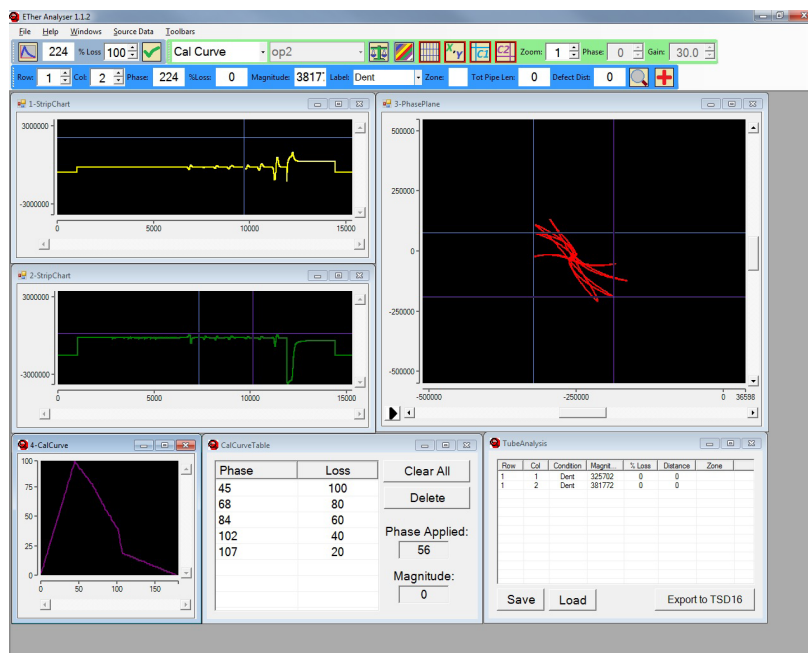 ETher Analyser 1.1.2
File Help Windows Source Data Toolbars
224 % Loss 100 Cal Curve op2 X,Y C1 C2 Zoom: 1 Phase: 0 Gain: 30.0
Row: 1 Col: 2 Phase: 224 %Loss: 0 Magnitude: 38177 Label: Dent Zone: Tot Pipe Len: 0 Defect Dist: 0
1-StripChart
3000000
-3000000
0 5000 10000 15000
2-StripChart
3000000
-3000000
0 5000 10000 15000
3-PhasePlane
500000
250000
0
-250000
-500000
-500000 -250000 0 36598
4-CalCurve
100
75
50
25
0
0 50 100 150
CalCurveTable
Phase Loss
45 100
68 80
84 60
102 40
107 20
Clear All
Delete
Phase Applied:
56
Magnitude:
0
TubeAnalysis
Row Col Condition Magnit... % Loss Distance Zone
1 1 Dent 325702 0 0
1 2 Dent 381772 0 0
Save Load Export to TSD16